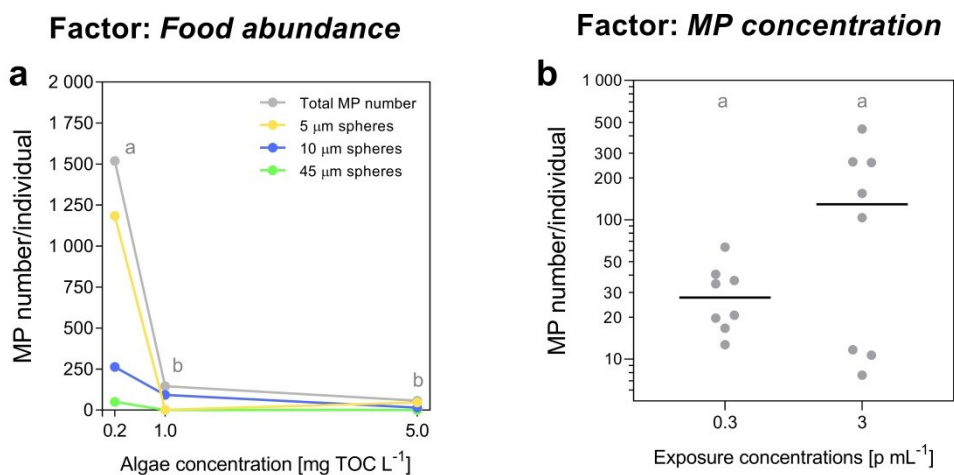 Factor: Food abundance
a
MP number/individual
2 000
1 750
1 500
1 250
1 000
750
500
250
0
Total MP number
5 μm spheres
10 μm spheres
45 μm spheres
a
b
b
0.2
1.0
5.0
Algae concentration [mg TOC L⁻¹]
Factor: MP concentration
b
MP number/individual
1 000
500
300
200
100
50
30
20
10
a
a
0.3
3
Exposure concentrations [p mL⁻¹]